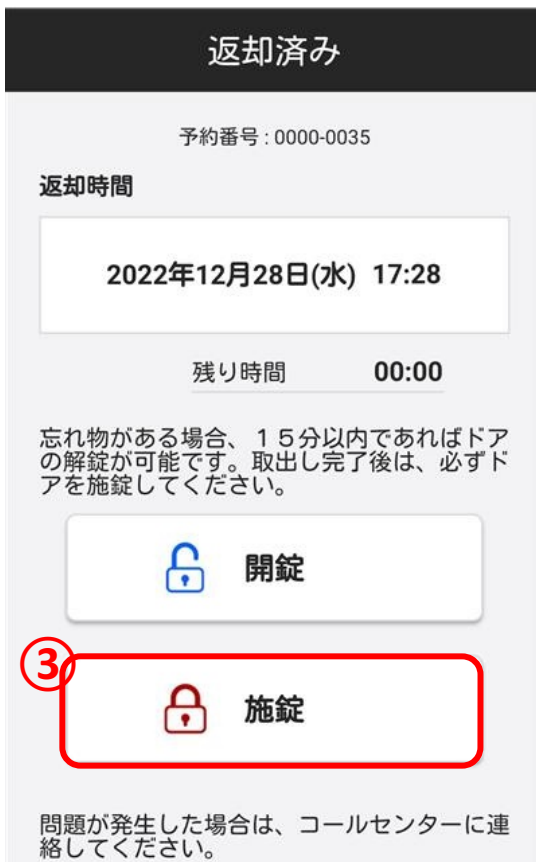 返却済み
予約番号 : 0000-0035
返却時間
2022年12月28日(水) 17:28
残り時間 00:00
忘れ物がある場合、１５分以内であればドア
の解錠が可能です。取出し完了後は、必ずド
アを施錠してください。
開錠
③
施錠
問題が発生した場合は、コールセンターに連
絡してください。